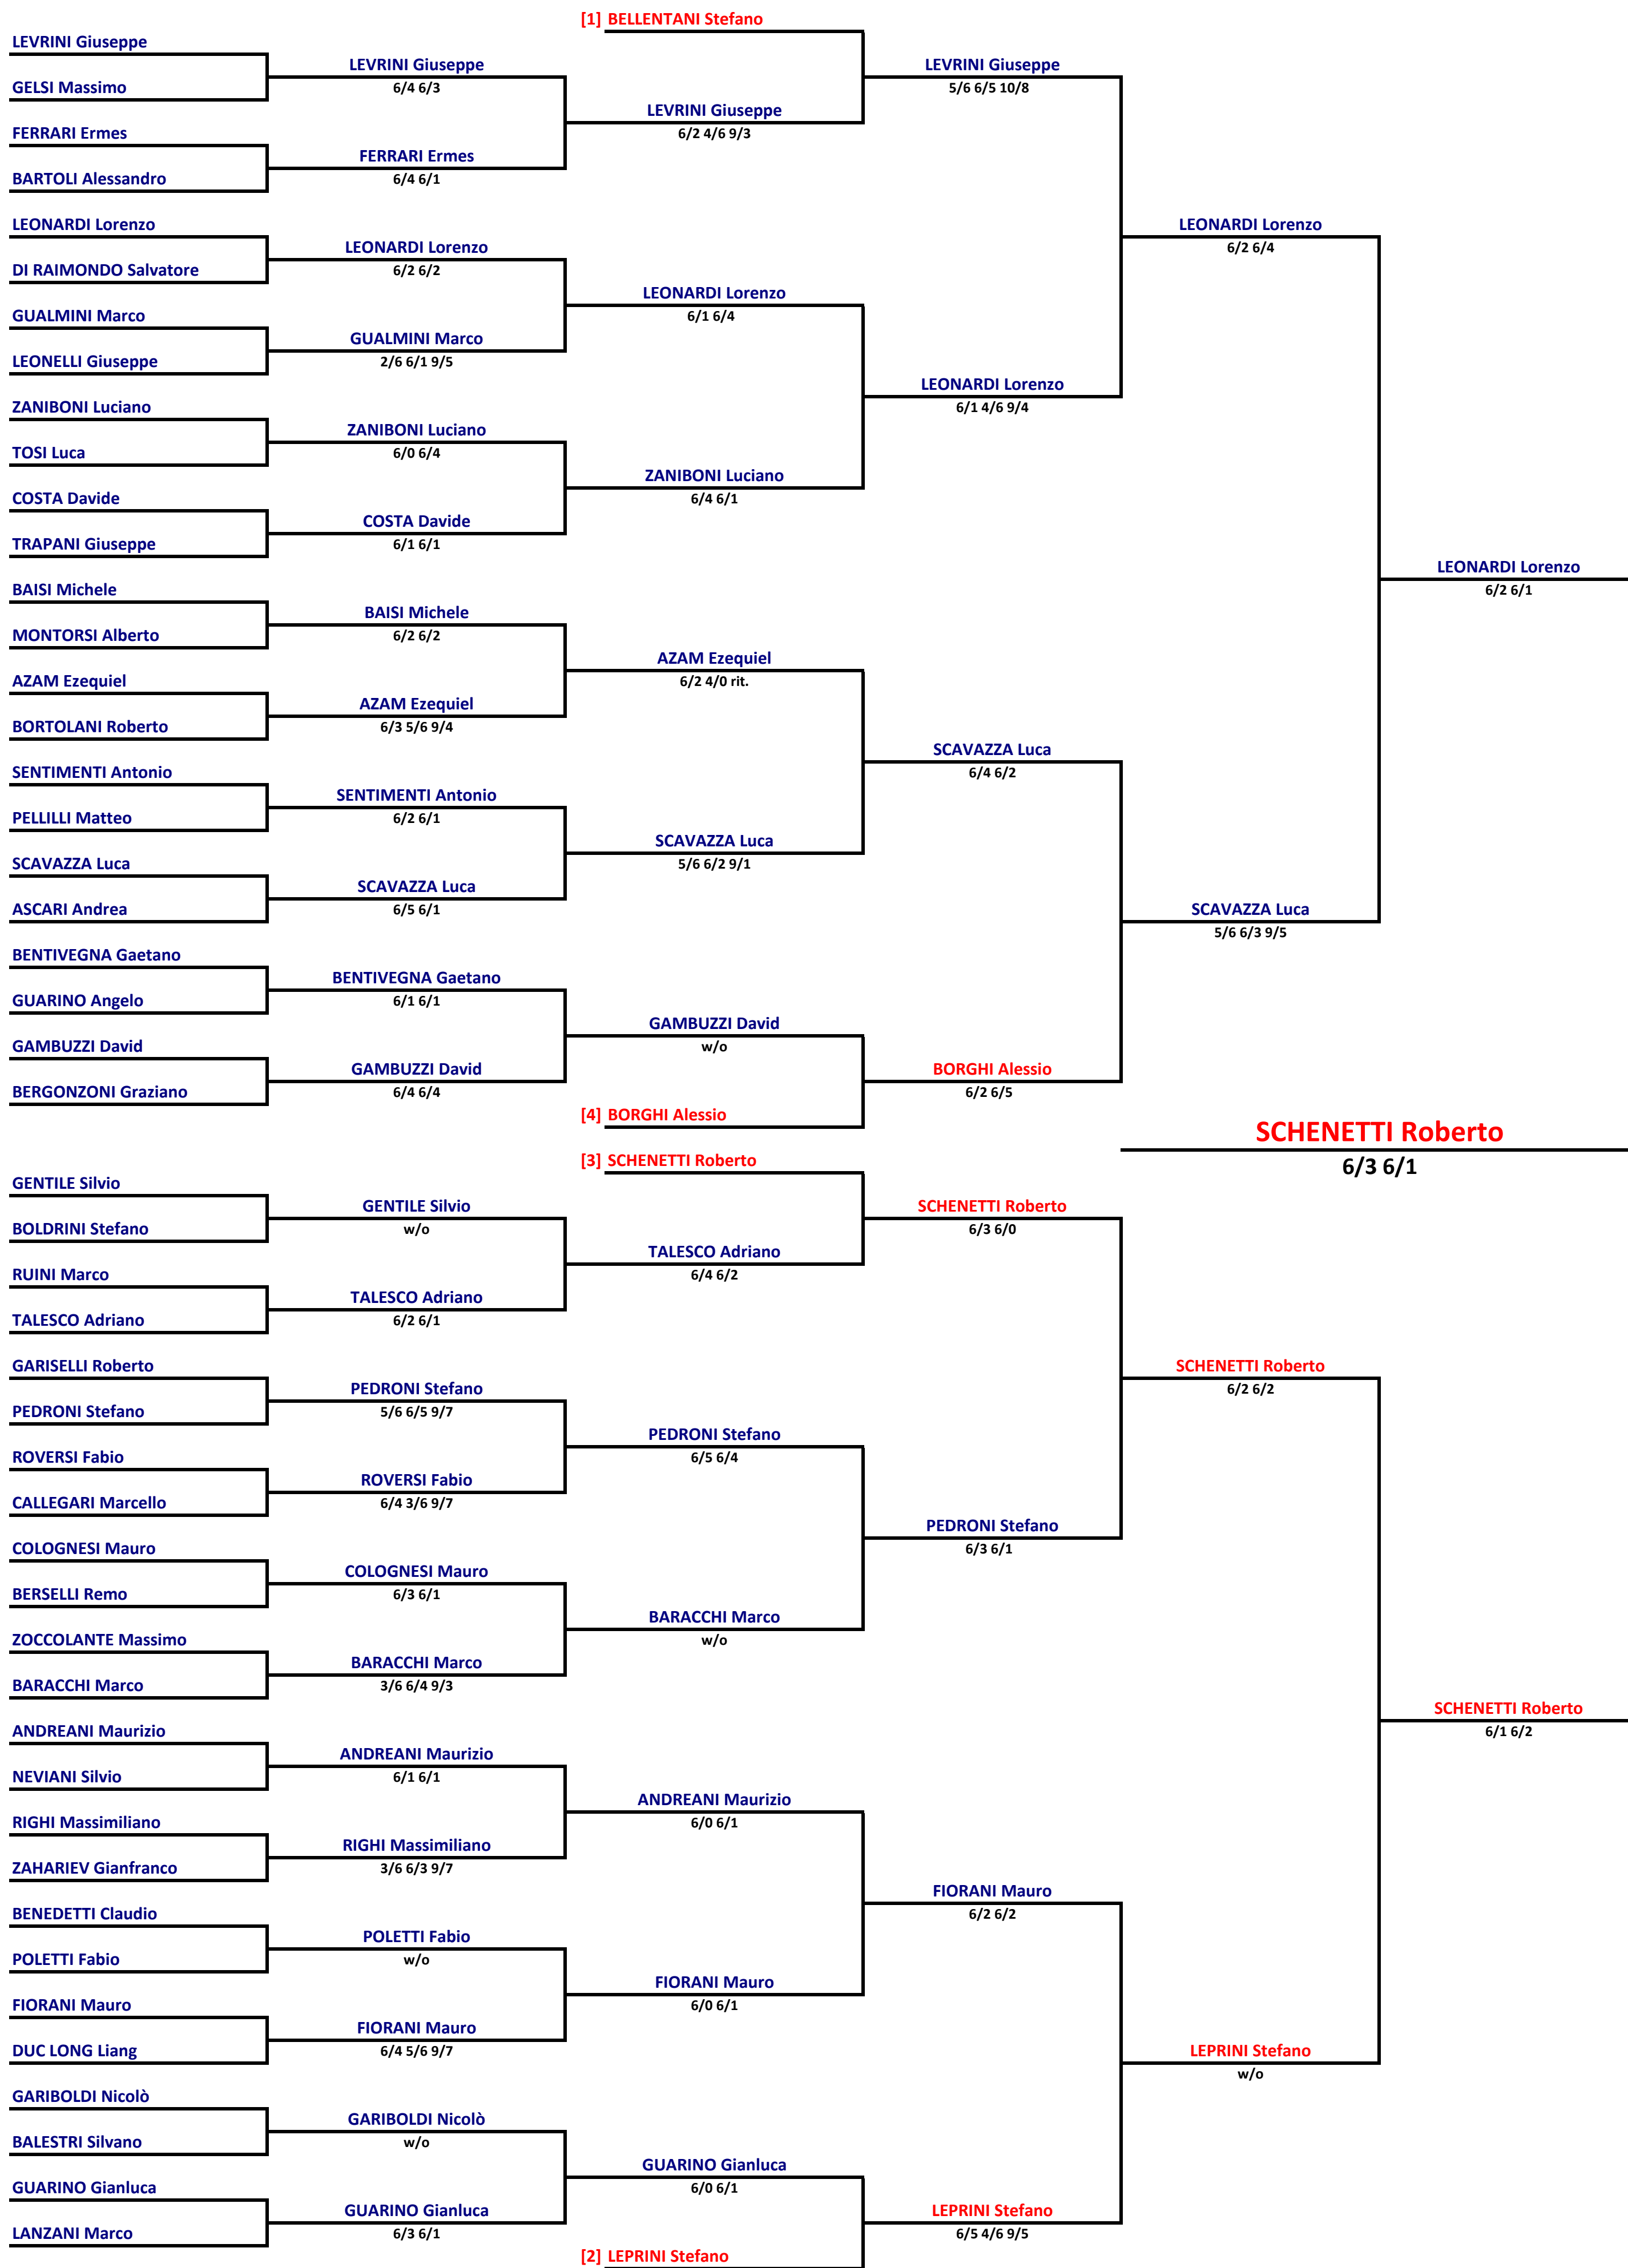 [1] BELLENTANI Stefano
LEVRINI Giuseppe
LEVRINI Giuseppe
LEVRINI Giuseppe
6/4 6/3
5/6 6/5 10/8
GELSI Massimo
LEVRINI Giuseppe
6/2 4/6 9/3
FERRARI Ermes
FERRARI Ermes
6/4 6/1
BARTOLI Alessandro
LEONARDI Lorenzo
LEONARDI Lorenzo
6/2 6/4
LEONARDI Lorenzo
6/2 6/2
DI RAIMONDO Salvatore
LEONARDI Lorenzo
6/1 6/4
GUALMINI Marco
GUALMINI Marco
2/6 6/1 9/5
LEONELLI Giuseppe
LEONARDI Lorenzo
6/1 4/6 9/4
ZANIBONI Luciano
ZANIBONI Luciano
6/0 6/4
TOSI Luca
ZANIBONI Luciano
6/4 6/1
COSTA Davide
COSTA Davide
6/1 6/1
TRAPANI Giuseppe
LEONARDI Lorenzo
6/2 6/1
BAISI Michele
BAISI Michele
6/2 6/2
MONTORSI Alberto
AZAM Ezequiel
6/2 4/0 rit.
AZAM Ezequiel
AZAM Ezequiel
6/3 5/6 9/4
BORTOLANI Roberto
SCAVAZZA Luca
6/4 6/2
SENTIMENTI Antonio
SENTIMENTI Antonio
6/2 6/1
PELLILLI Matteo
SCAVAZZA Luca
5/6 6/2 9/1
SCAVAZZA Luca
SCAVAZZA Luca
6/5 6/1
ASCARI Andrea
SCAVAZZA Luca
5/6 6/3 9/5
BENTIVEGNA Gaetano
BENTIVEGNA Gaetano
6/1 6/1
GUARINO Angelo
GAMBUZZI David
w/o
GAMBUZZI David
GAMBUZZI David
6/4 6/4
BORGHI Alessio
6/2 6/5
BERGONZONI Graziano
[4] BORGHI Alessio
SCHENETTI Roberto
6/3 6/1
[3] SCHENETTI Roberto
GENTILE Silvio
GENTILE Silvio
w/o
SCHENETTI Roberto
6/3 6/0
BOLDRINI Stefano
TALESCO Adriano
6/4 6/2
RUINI Marco
TALESCO Adriano
6/2 6/1
TALESCO Adriano
GARISELLI Roberto
SCHENETTI Roberto
6/2 6/2
PEDRONI Stefano
5/6 6/5 9/7
PEDRONI Stefano
PEDRONI Stefano
6/5 6/4
ROVERSI Fabio
ROVERSI Fabio
6/4 3/6 9/7
CALLEGARI Marcello
PEDRONI Stefano
6/3 6/1
COLOGNESI Mauro
COLOGNESI Mauro
6/3 6/1
BERSELLI Remo
BARACCHI Marco
w/o
ZOCCOLANTE Massimo
BARACCHI Marco
3/6 6/4 9/3
BARACCHI Marco
SCHENETTI Roberto
6/1 6/2
ANDREANI Maurizio
ANDREANI Maurizio
6/1 6/1
NEVIANI Silvio
ANDREANI Maurizio
6/0 6/1
RIGHI Massimiliano
RIGHI Massimiliano
3/6 6/3 9/7
ZAHARIEV Gianfranco
FIORANI Mauro
6/2 6/2
BENEDETTI Claudio
POLETTI Fabio
w/o
POLETTI Fabio
FIORANI Mauro
6/0 6/1
FIORANI Mauro
FIORANI Mauro
6/4 5/6 9/7
DUC LONG Liang
LEPRINI Stefano
w/o
GARIBOLDI Nicolò
GARIBOLDI Nicolò
w/o
BALESTRI Silvano
GUARINO Gianluca
6/0 6/1
GUARINO Gianluca
GUARINO Gianluca
6/3 6/1
LEPRINI Stefano
6/5 4/6 9/5
LANZANI Marco
[2] LEPRINI Stefano